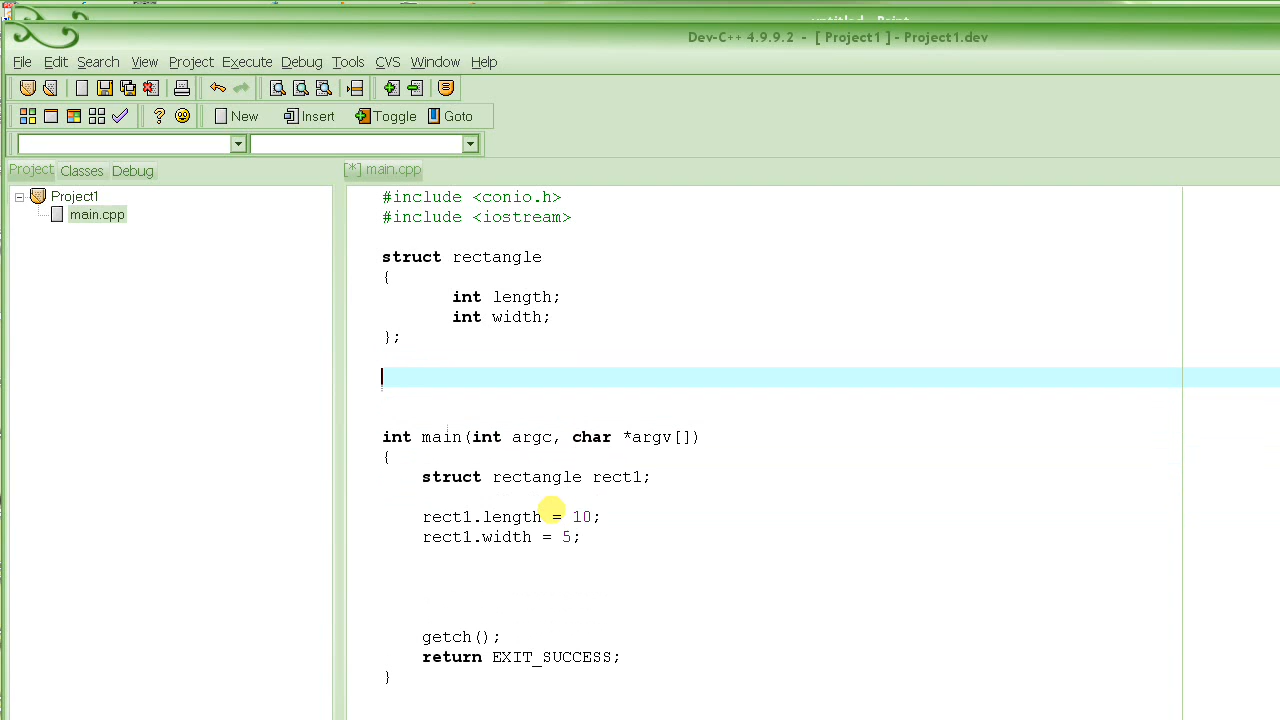 Dev-C++ 4.9.9.2 - [ Project1 ] - Project1.dev
File Edit Search View Project Execute Debug Tools CVS Window Help
New Insert Toggle Goto
Project Classes Debug
[*] main.cpp
Project1
main.cpp
#include <conio.h>
#include <iostream>
struct rectangle
{
int length;
int width;
};
int main(int argc, char *argv[])
{
struct rectangle rect1;
rect1.length = 10;
rect1.width = 5;
getch();
return EXIT_SUCCESS;
}